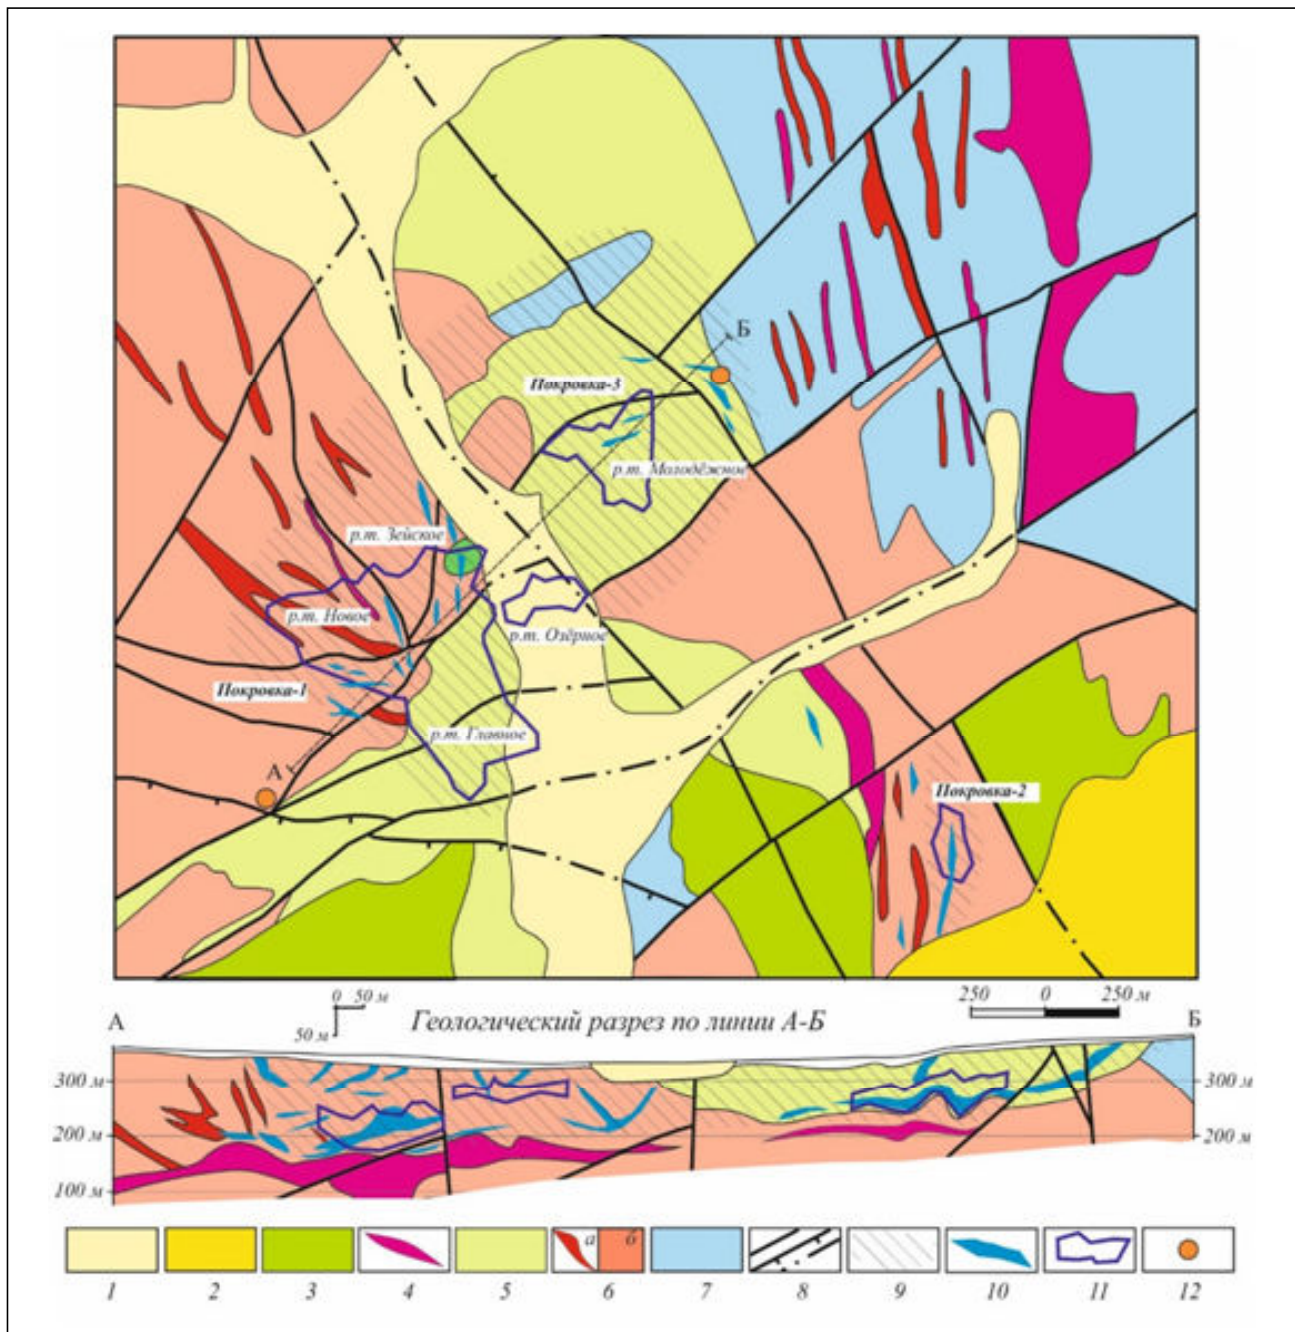 Б
Покровка-3
р.т. Молодёжное
р.т. Зейское
р.т. Новое
р.т. Озёрное
Покровка-1
р.т. Главное
А
Покровка-2
0 50 м
50 м
250 0 250 м
А Геологический разрез по линии А-Б Б
300 м 300 м
200 м 200 м
100 м
а б
1 2 3 4 5 6 7 8 9 10 11 12